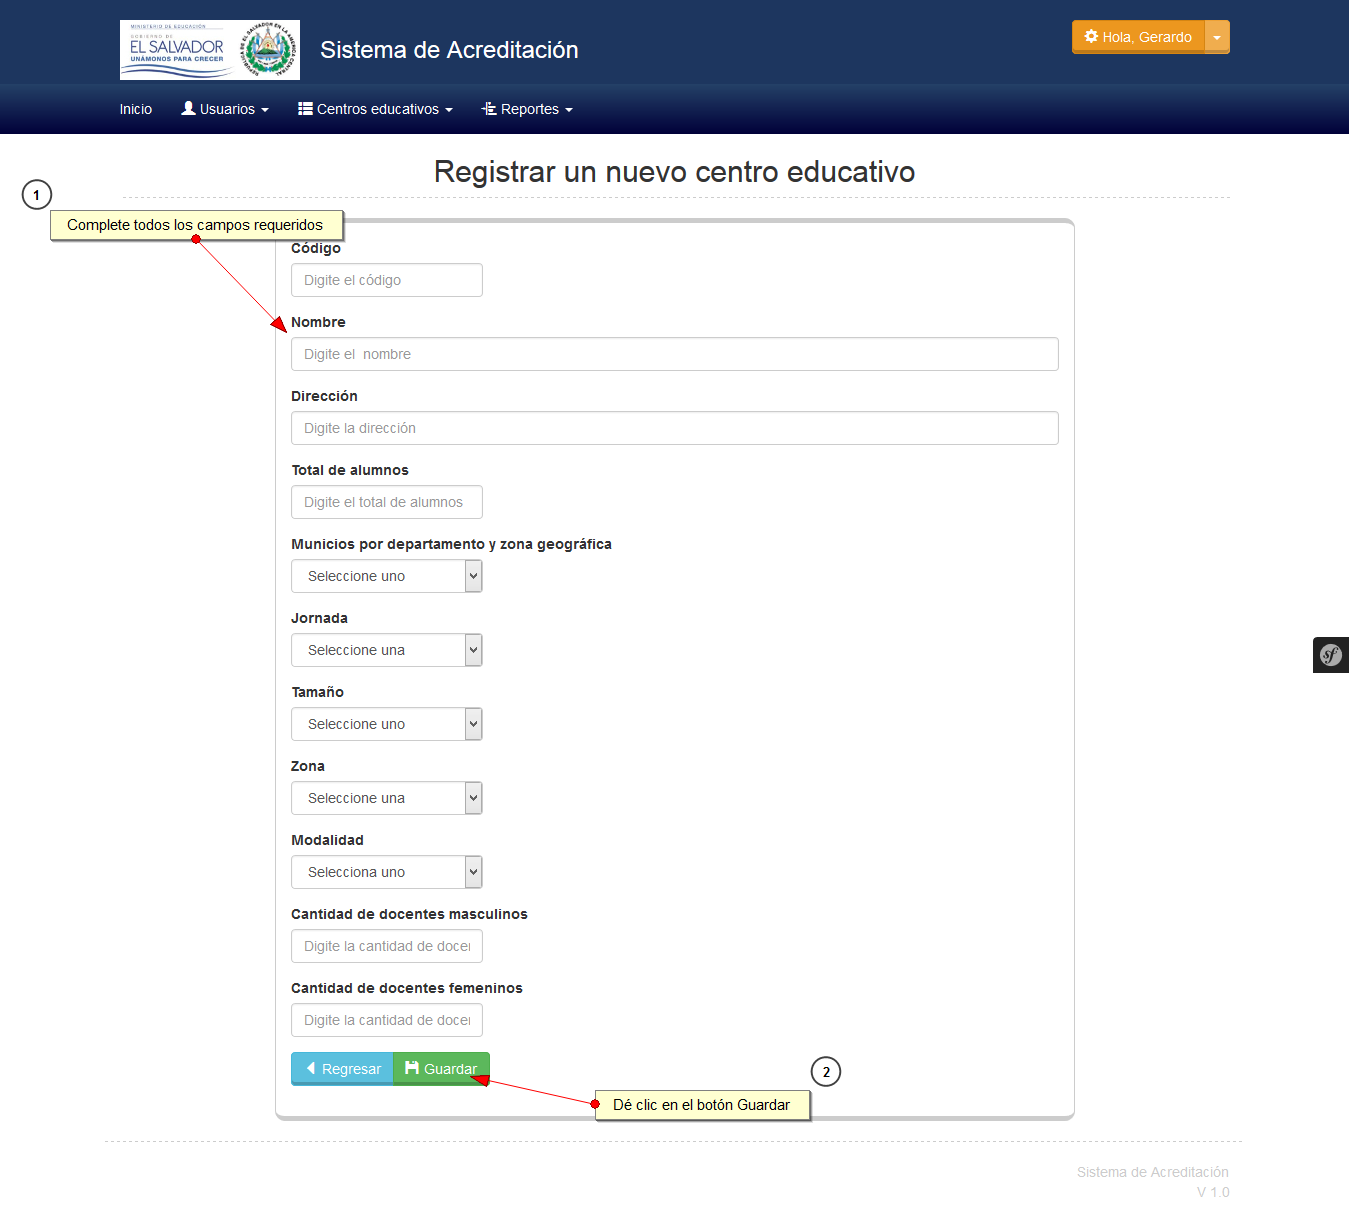 MINISTERIO DE EDUCACIÓN
GOBIERNO DE
EL SALVADOR
UNÁMONOS PARA CRECER
REPÚBLICA DE EL SALVADOR EN LA AMÉRICA CENTRAL
Sistema de Acreditación
Hola, Gerardo
Inicio
Usuarios
Centros educativos
Reportes
Registrar un nuevo centro educativo
1
Complete todos los campos requeridos
Código
Digite el código
Nombre
Digite el  nombre
Dirección
Digite la dirección
Total de alumnos
Digite el total de alumnos
Municios por departamento y zona geográfica
Seleccione uno
Jornada
Seleccione una
Tamaño
Seleccione uno
Zona
Seleccione una
Modalidad
Selecciona uno
Cantidad de docentes masculinos
Digite la cantidad de docen
Cantidad de docentes femeninos
Digite la cantidad de docen
Regresar
Guardar
2
Dé clic en el botón Guardar
sf
Sistema de Acreditación
V 1.0